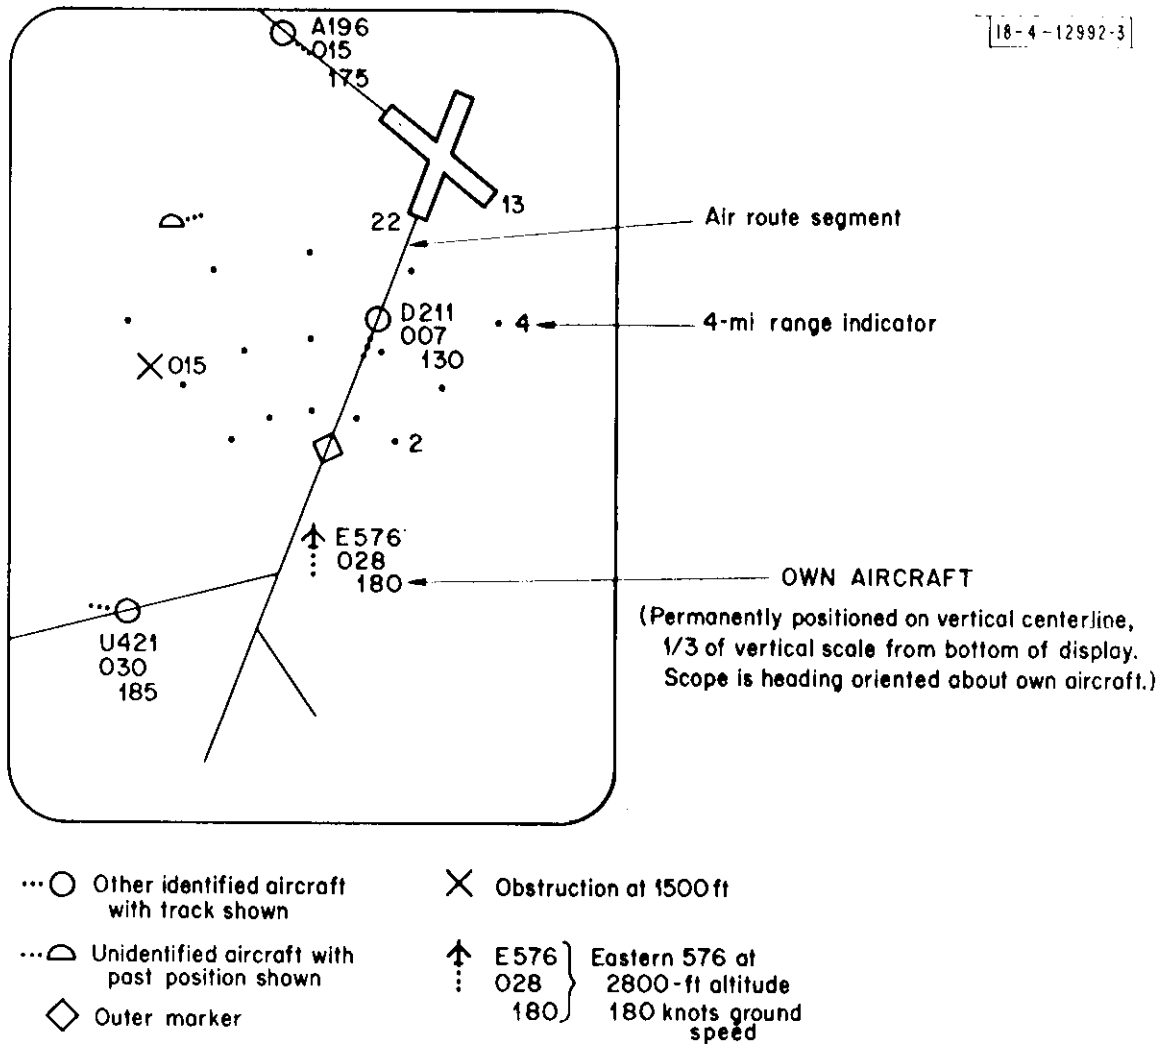 18-4-12992-3
A196
015
175
13
22
Air route segment
D211
007
130
4
4-mi range indicator
015
2
E576
028
180
OWN AIRCRAFT
(Permanently positioned on vertical centerline,
1/3 of vertical scale from bottom of display.
Scope is heading oriented about own aircraft.)
U421
030
185
Other identified aircraft
with track shown
Obstruction at 1500 ft
Unidentified aircraft with
past position shown
E576
028
180
Eastern 576 at
2800-ft altitude
180 knots ground
speed
Outer marker